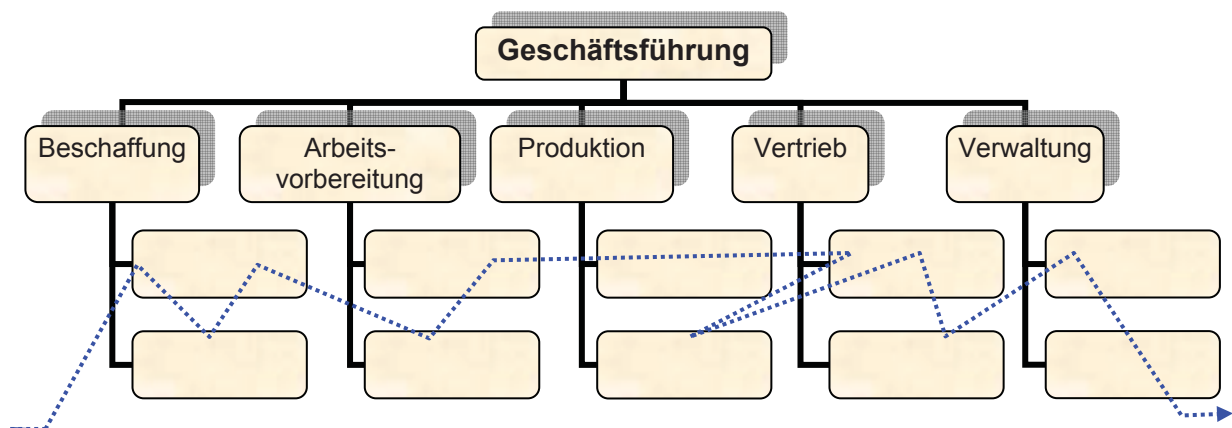 Geschäftsführung
Beschaffung
Arbeits-
vorbereitung
Produktion
Vertrieb
Verwaltung